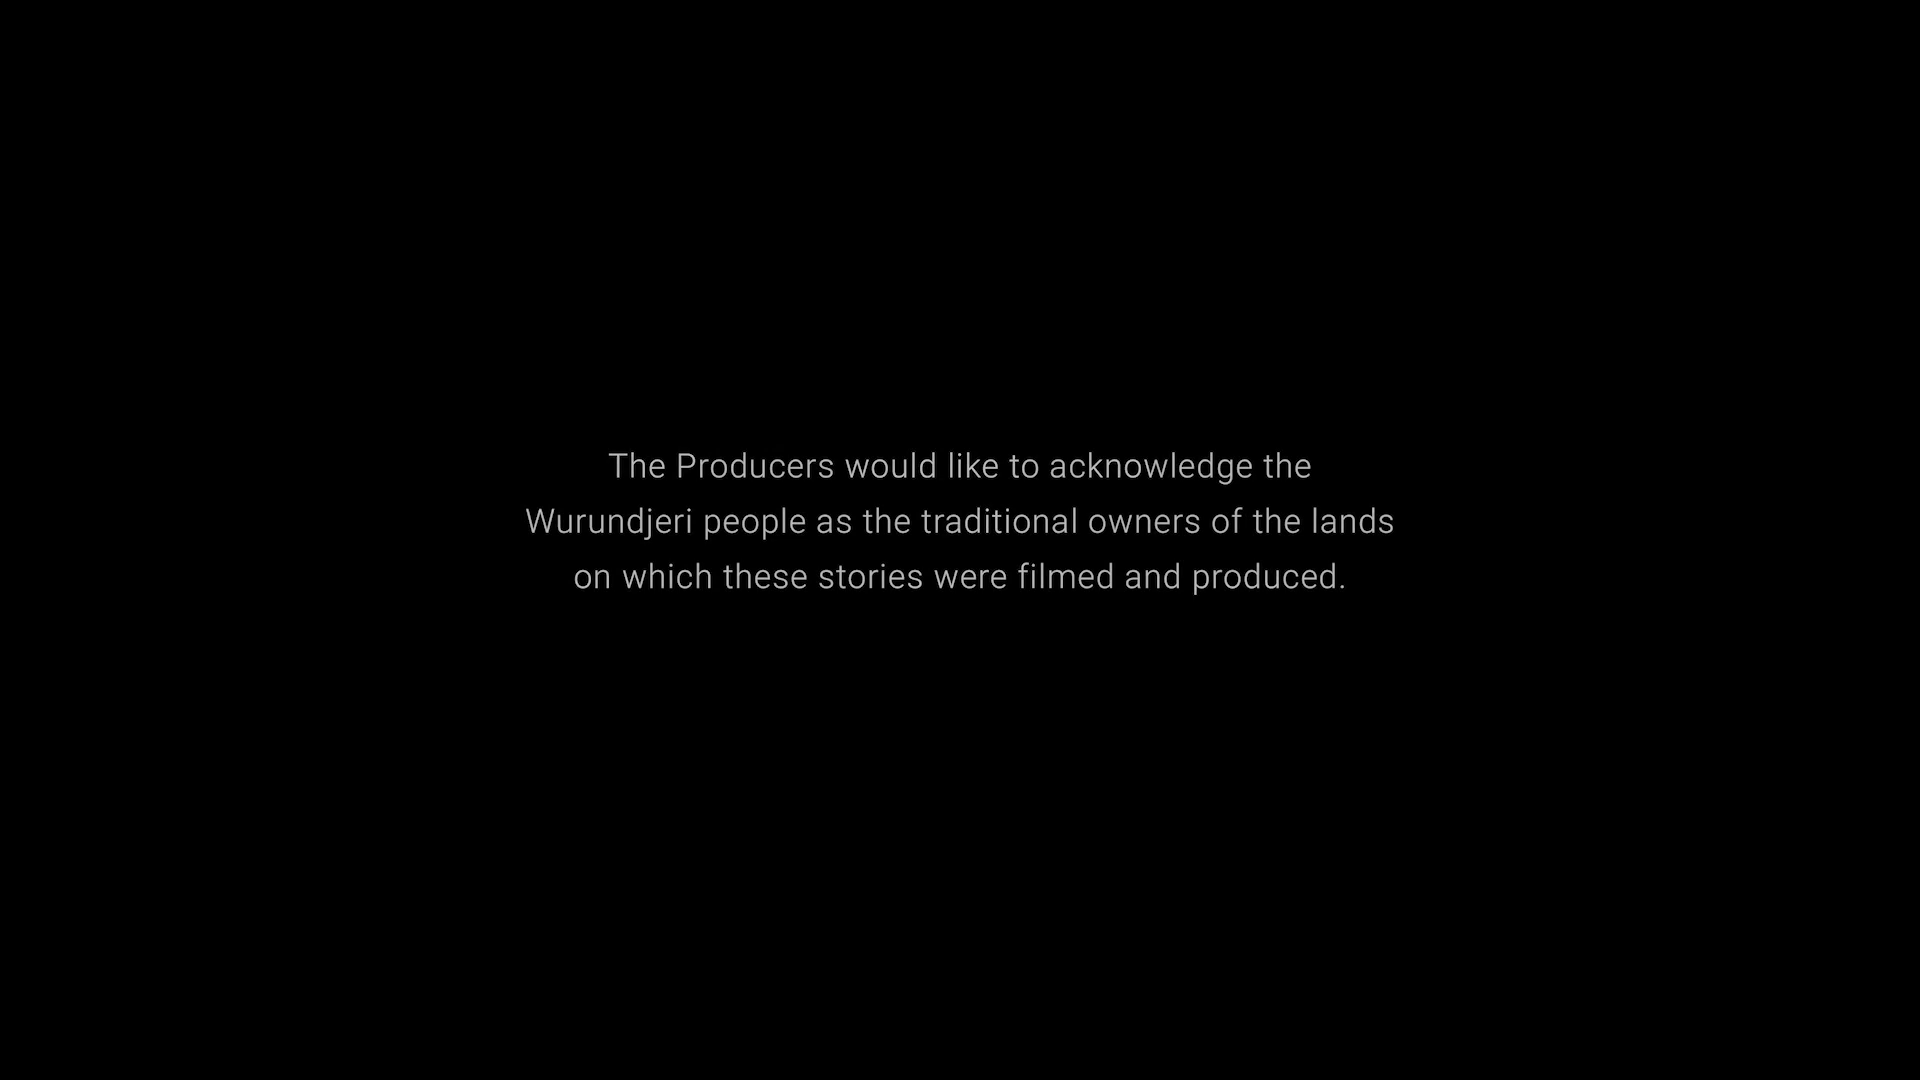 The Producers would like to acknowledge the
Wurundjeri people as the traditional owners of the lands
on which these stories were filmed and produced.